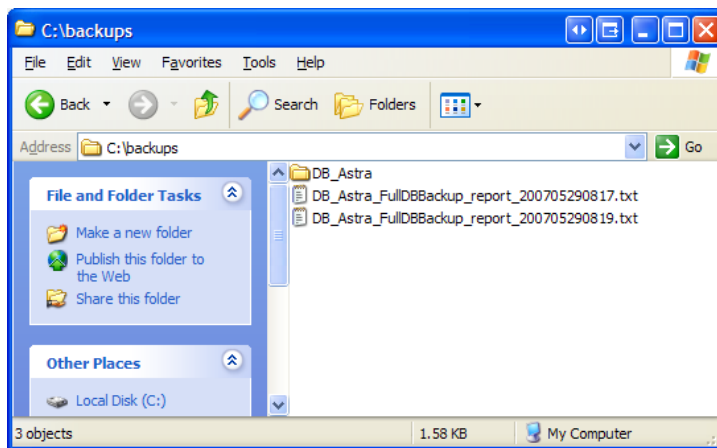 C:\backups
File Edit View Favorites Tools Help
Back Search Folders
Address C:\backups Go
File and Folder Tasks
Make a new folder
Publish this folder to
the Web
Share this folder
Other Places
Local Disk (C:)
DB_Astra
DB_Astra_FullDBBackup_report_200705290817.txt
DB_Astra_FullDBBackup_report_200705290819.txt
3 objects 1.58 KB My Computer